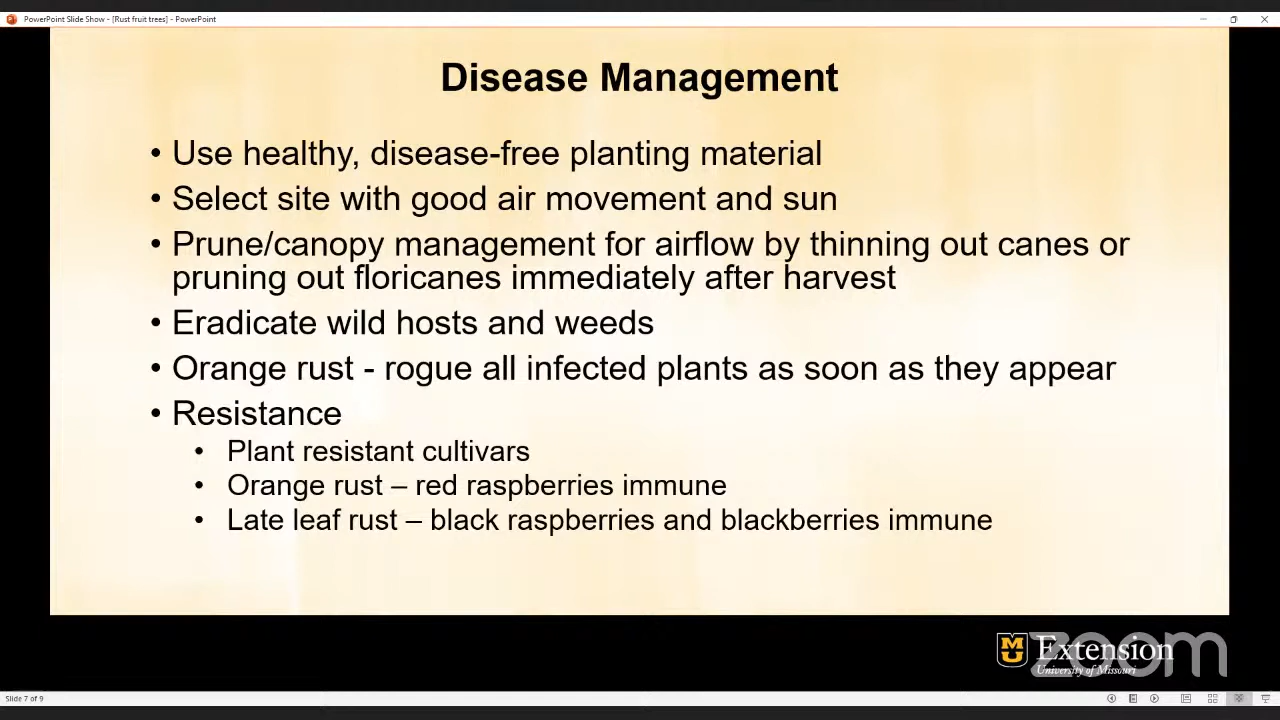 PowerPoint Slide Show - [Rust fruit trees] - PowerPoint
Disease Management
• Use healthy, disease-free planting material
• Select site with good air movement and sun
• Prune/canopy management for airflow by thinning out canes or
pruning out floricanes immediately after harvest
• Eradicate wild hosts and weeds
• Orange rust - rogue all infected plants as soon as they appear
• Resistance
• Plant resistant cultivars
• Orange rust – red raspberries immune
• Late leaf rust – black raspberries and blackberries immune
MU Extension
University of Missouri
zoom
Slide 7 of 9